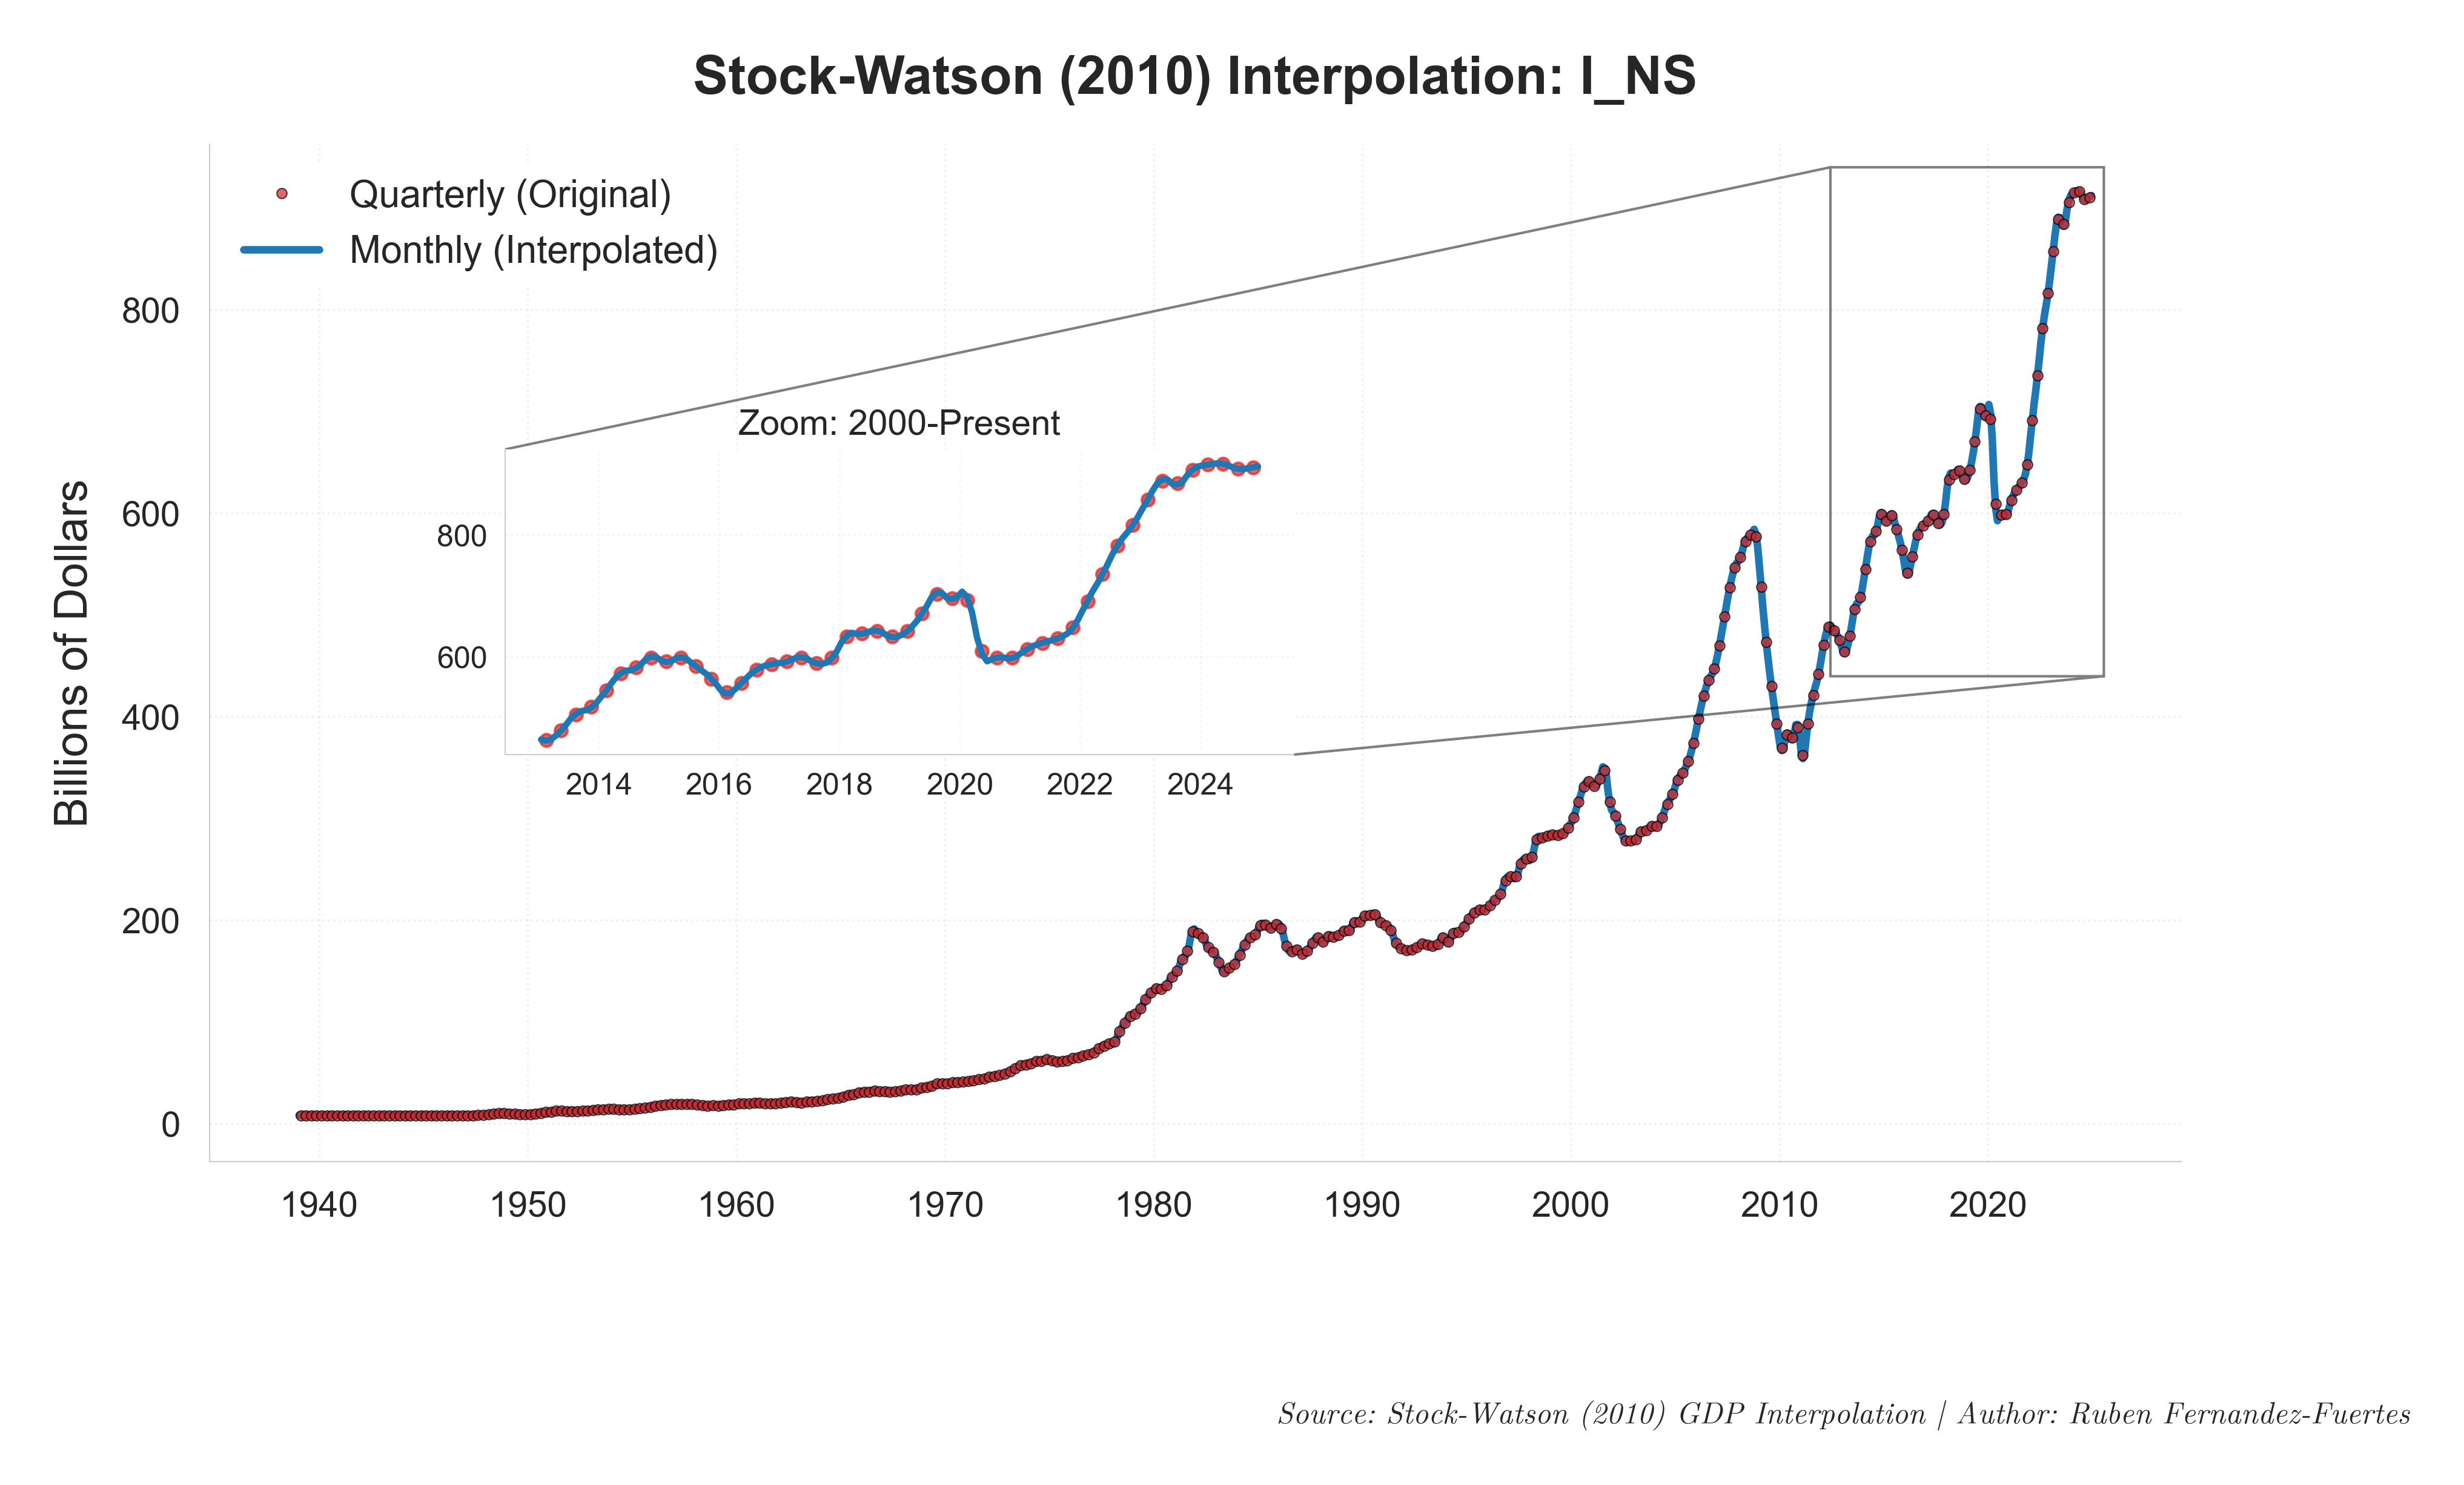 Stock-Watson (2010) Interpolation: I_NS
Quarterly (Original)
Monthly (Interpolated)
Zoom: 2000-Present
800
600
2014 2016 2018 2020 2022 2024
Billions of Dollars
800
600
400
200
0
1940 1950 1960 1970 1980 1990 2000 2010 2020
Source: Stock-Watson (2010) GDP Interpolation | Author: Ruben Fernandez-Fuertes